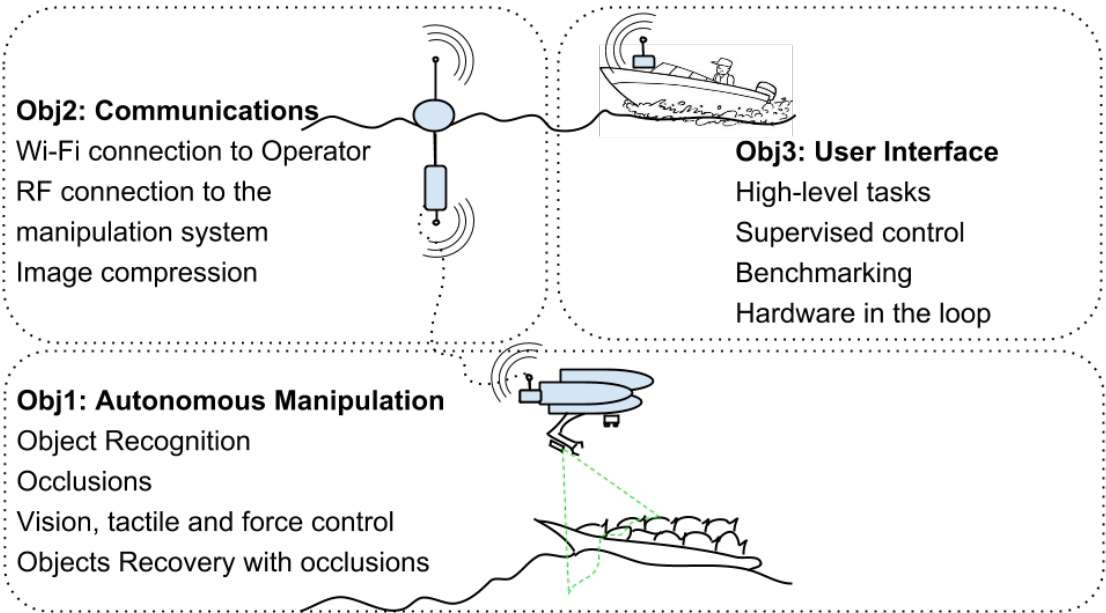 Obj2: Communications
Wi-Fi connection to Operator
RF connection to the
manipulation system
Image compression
Obj3: User Interface
High-level tasks
Supervised control
Benchmarking
Hardware in the loop
Obj1: Autonomous Manipulation
Object Recognition
Occlusions
Vision, tactile and force control
Objects Recovery with occlusions